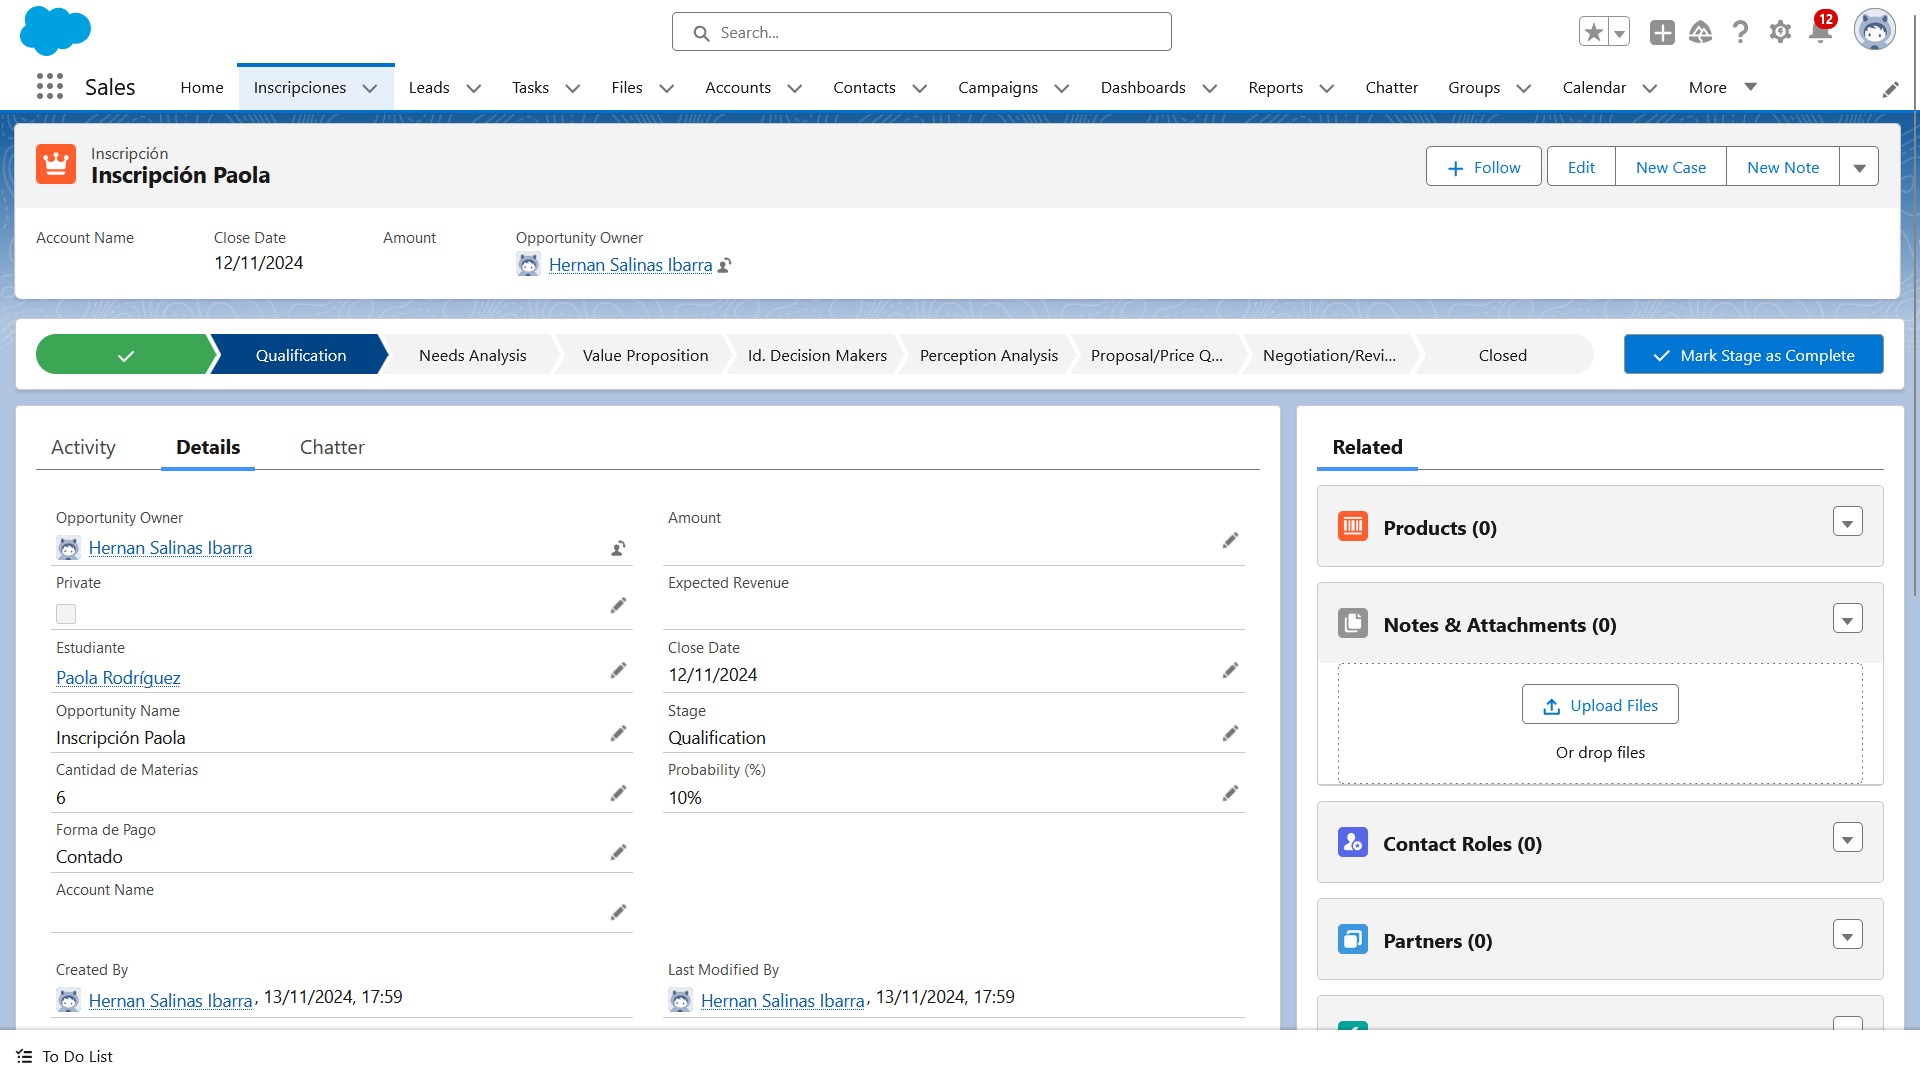 Search...
12
Sales
Home
Inscripciones
Leads
Tasks
Files
Accounts
Contacts
Campaigns
Dashboards
Reports
Chatter
Groups
Calendar
More
Inscripción
Inscripción Paola
Follow
Edit
New Case
New Note
Account Name
Close Date
12/11/2024
Amount
Opportunity Owner
Hernan Salinas Ibarra
Qualification
Needs Analysis
Value Proposition
Id. Decision Makers
Perception Analysis
Proposal/Price Q...
Negotiation/Revi...
Closed
Mark Stage as Complete
Activity
Details
Chatter
Opportunity Owner
Hernan Salinas Ibarra
Amount
Private
Expected Revenue
Estudiante
Paola Rodríguez
Close Date
12/11/2024
Opportunity Name
Inscripción Paola
Stage
Qualification
Cantidad de Materias
6
Probability (%)
10%
Forma de Pago
Contado
Account Name
Created By
Hernan Salinas Ibarra, 13/11/2024, 17:59
Last Modified By
Hernan Salinas Ibarra, 13/11/2024, 17:59
Related
Products (0)
Notes & Attachments (0)
Upload Files
Or drop files
Contact Roles (0)
Partners (0)
To Do List